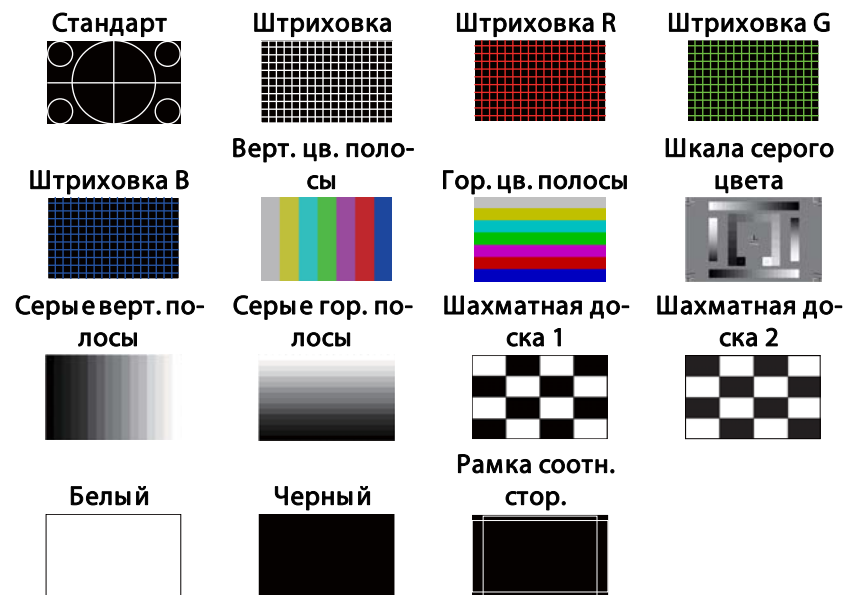 Стандарт
Штриховка
Штриховка R
Штриховка G
Штриховка B
Верт. цв. поло-
сы
Гор. цв. полосы
Шкала серого
цвета
Серые верт. по-
лосы
Серые гор. по-
лосы
Шахматная до-
ска 1
Шахматная до-
ска 2
Белый
Черный
Рамка соотн.
стор.